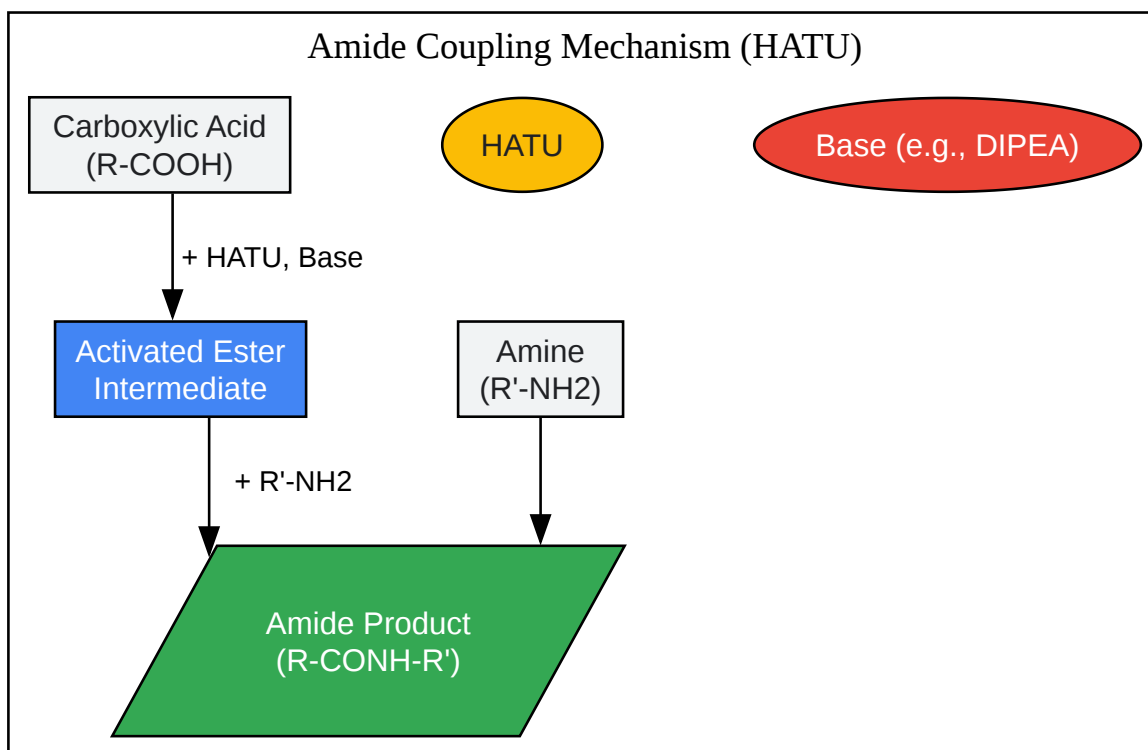 Amide Coupling Mechanism (HATU)
Carboxylic Acid
(R-COOH)
HATU
Base (e.g., DIPEA)
+ HATU, Base
Activated Ester
Intermediate
Amine
(R'-NH2)
+ R'-NH2
Amide Product
(R-CONH-R')